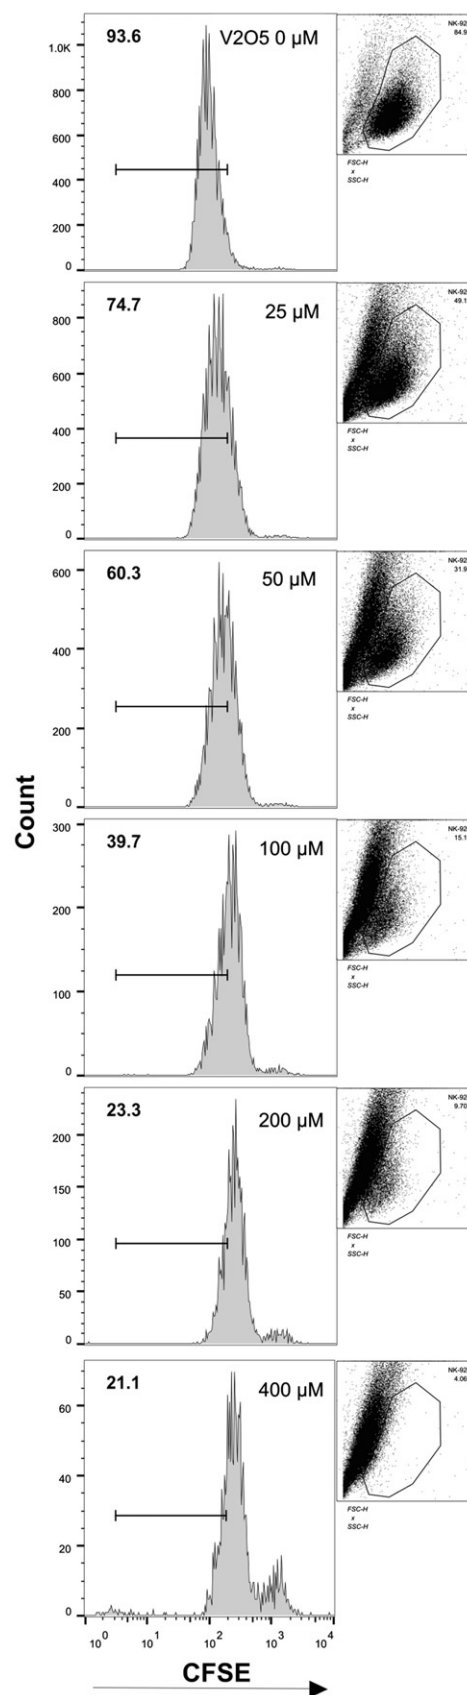 93.6 V2O5 0 µM
1.0K
800
600
400
200
0
NK-92
84.9
FSC-H
x
SSC-H
74.7 25 µM
800
600
400
200
0
NK-92
49.1
FSC-H
x
SSC-H
60.3 50 µM
600
400
200
0
NK-92
31.9
FSC-H
x
SSC-H
Count
39.7 100 µM
300
200
100
0
NK-92
15.1
FSC-H
x
SSC-H
23.3 200 µM
200
150
100
50
0
NK-92
9.70
FSC-H
x
SSC-H
21.1 400 µM
60
40
20
0
NK-92
4.06
FSC-H
x
SSC-H
10^0 10^1 10^2 10^3 10^4
CFSE